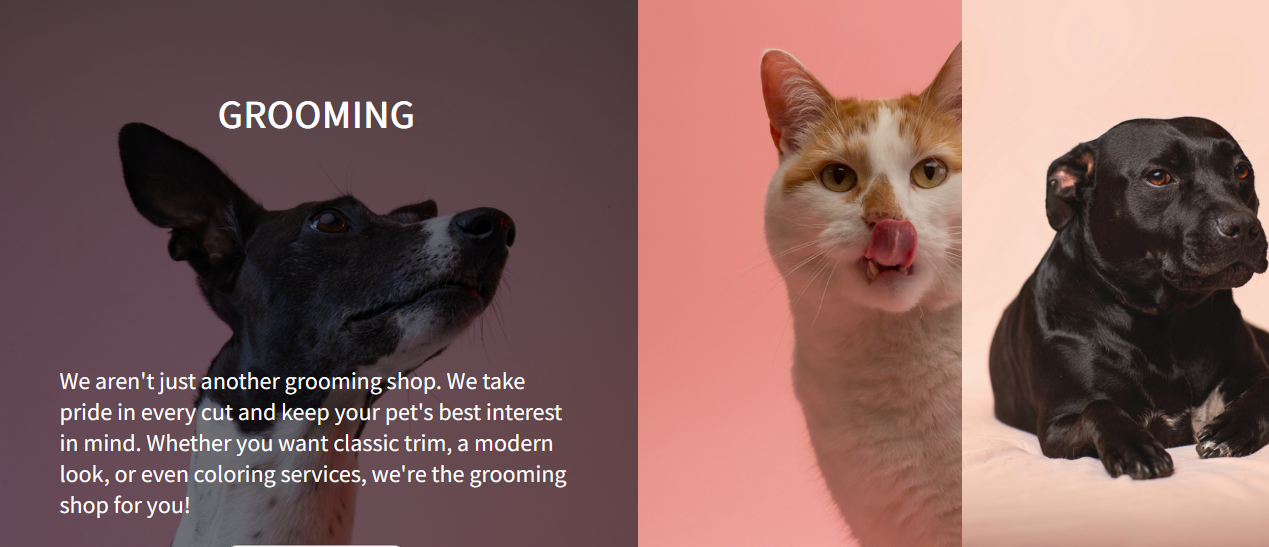 GROOMING
We aren't just another grooming shop. We take
pride in every cut and keep your pet's best interest
in mind. Whether you want classic trim, a modern
look, or even coloring services, we're the grooming
shop for you!